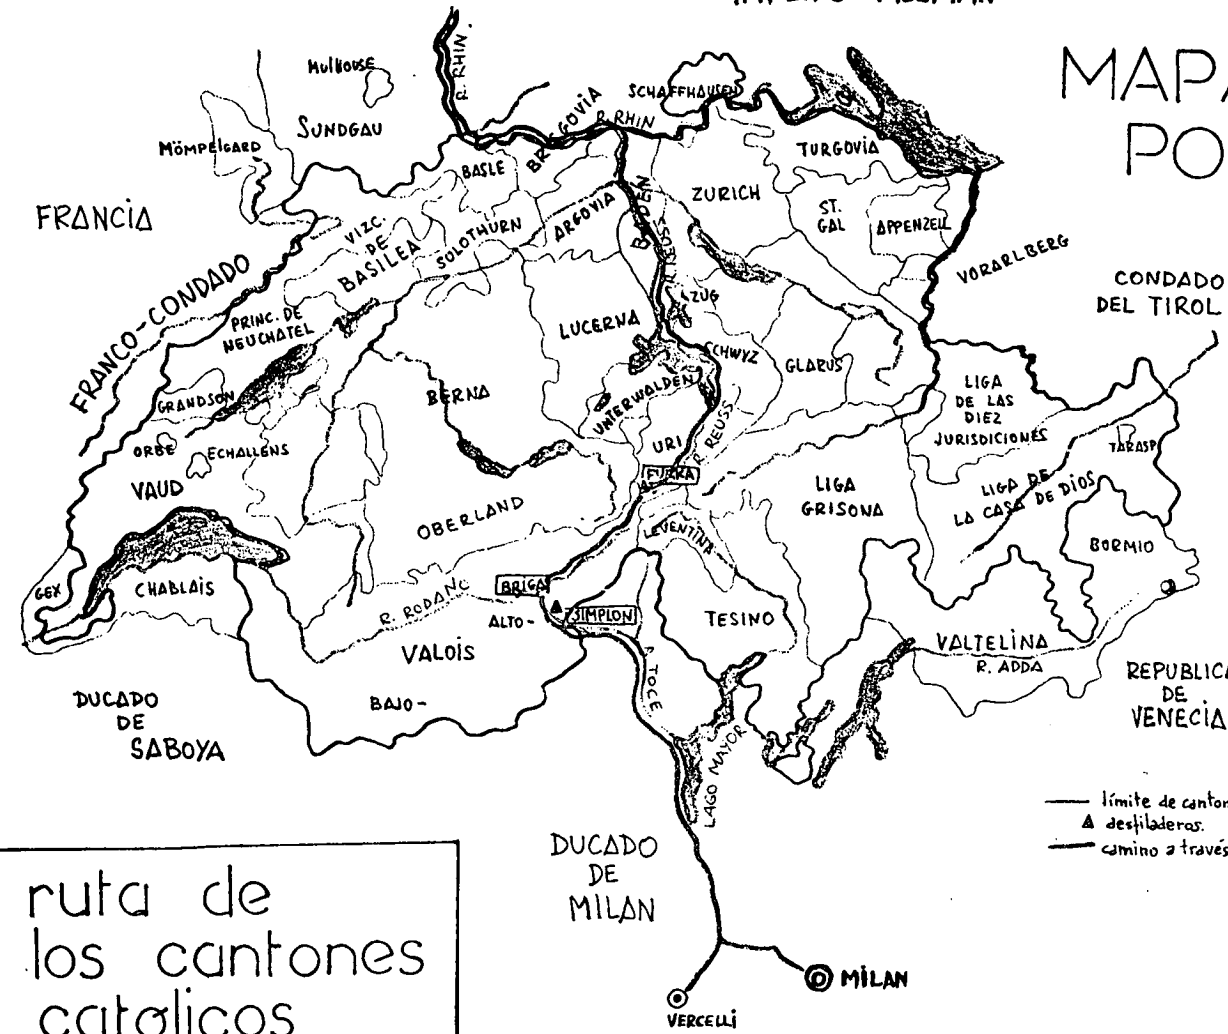 MAPA
PO
Mulhouse
R. RHIN.
SCHAFFHAUSEN
SUNDGAU
BRISGOVIA
R. RHIN
MÖMPELGARD
BASLE
TURGOVIA
ZURICH
FRANCIA
VIZC.
DE
BASILEA
SOLOTHURN
ARGOVIA
BADEN
ST.
GAL
APPENZELL
VORARLBERG
FRANCO-CONDADO
CONDADO
DEL TIROL
ZUG
PRINC. DE
NEUCHATEL
LUCERNA
SCHWYZ
GLARUS
GRANDSON
BERNA
UNTERWALDEN
LIGA
DE LAS
DIEZ
JURISDICIONES
ORBE
ECHALLENS
URI
R. REUSS
TARASP
VAUD
FURKA
LIGA
GRISONA
LIGA DE
LA CASA DE DIOS
OBERLAND
LEVENTINA
BORMIO
GEX
CHABLAIS
R. RODANO
BRIGA
ALTO-
SIMPLON
TESINO
VALOIS
R. TOCE
VALTELINA
R. ADDA
DUCADO
DE
SABOYA
BAJO-
REPUBLICA
DE
VENECIA
LAGO MAYOR
límite de canton
desfiladeros.
camino a través
DUCADO
DE
MILAN
ruta de
los cantones
católicos
MILAN
VERCELLI